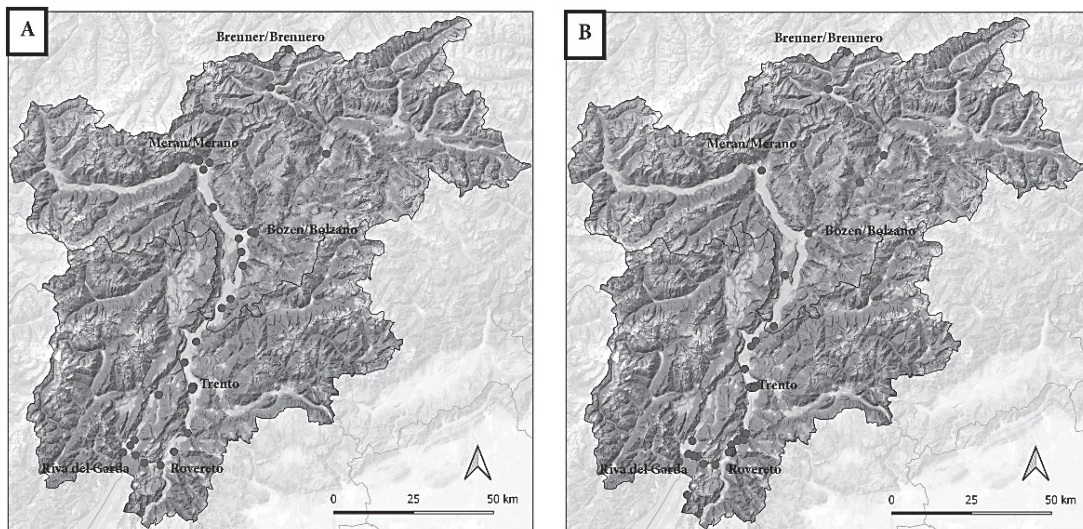 A
Brenner/Brennero
Meran/Merano
Bozen/Bolzano
Trento
Riva del Garda
Rovereto
0 25 50 km
B
Brenner/Brennero
Meran/Merano
Bozen/Bolzano
Trento
Riva del Garda
Rovereto
0 25 50 km